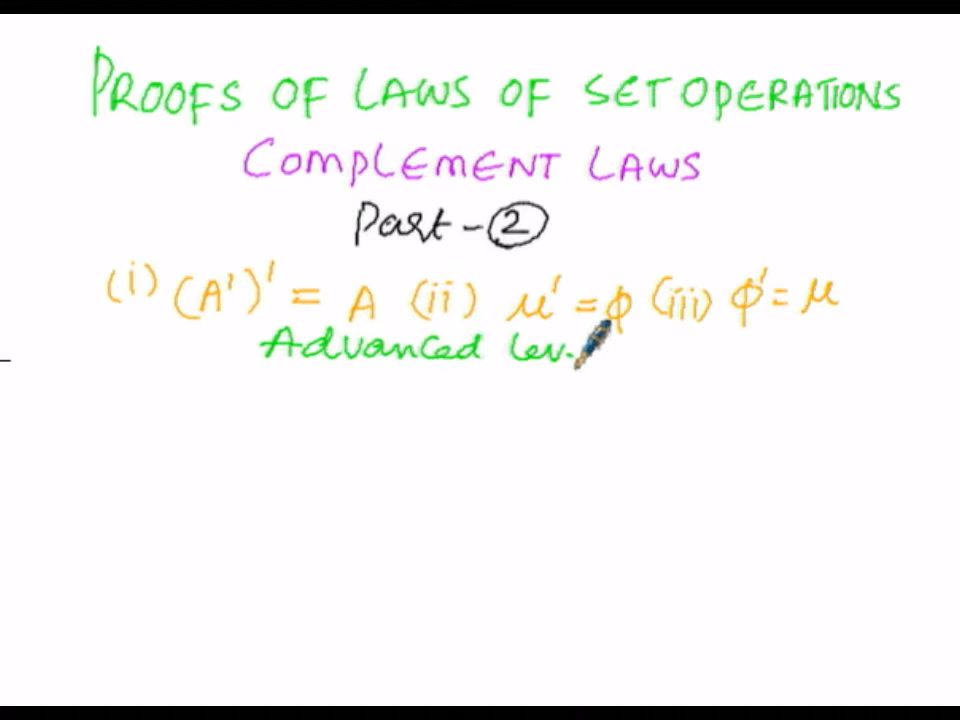 PROOFS OF LAWS OF SET OPERATIONS
COMPLEMENT LAWS
Part - ②
(i) (A')' = A (ii) μ' = φ (iii) φ' = μ
Advanced Lev.